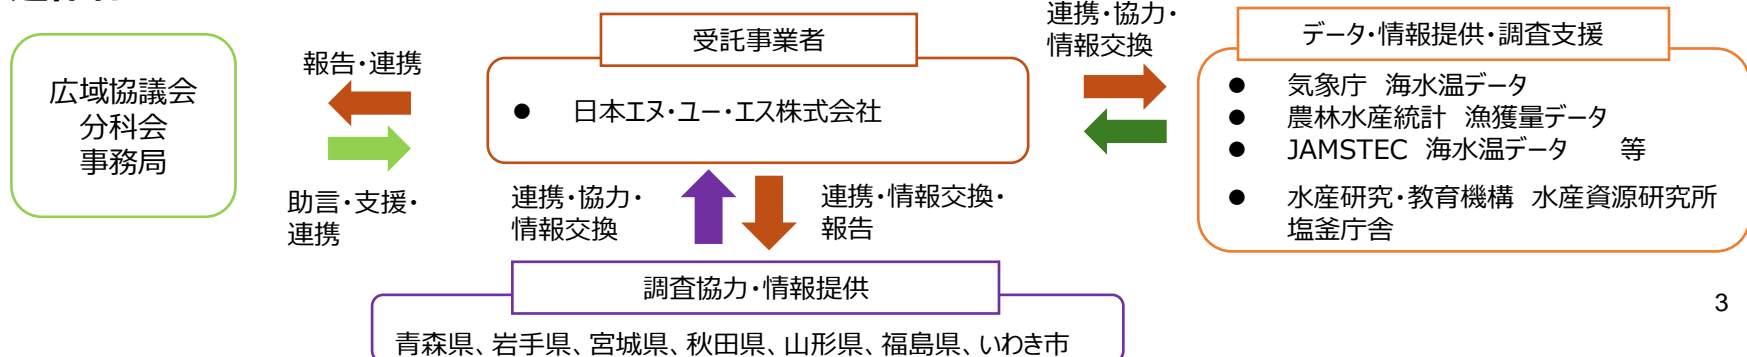 広域協議会
分科会
事務局
報告・連携
助言・支援・
連携
受託事業者
● 日本エヌ・ユー・エス株式会社
連携・協力・
情報交換
連携・協力・
情報交換
連携・情報交換・
報告
データ・情報提供・調査支援
● 気象庁 海水温データ
● 農林水産統計 漁獲量データ
● JAMSTEC 海水温データ 等
● 水産研究・教育機構 水産資源研究所
塩釜庁舎
調査協力・情報提供
青森県、岩手県、宮城県、秋田県、山形県、福島県、いわき市
3